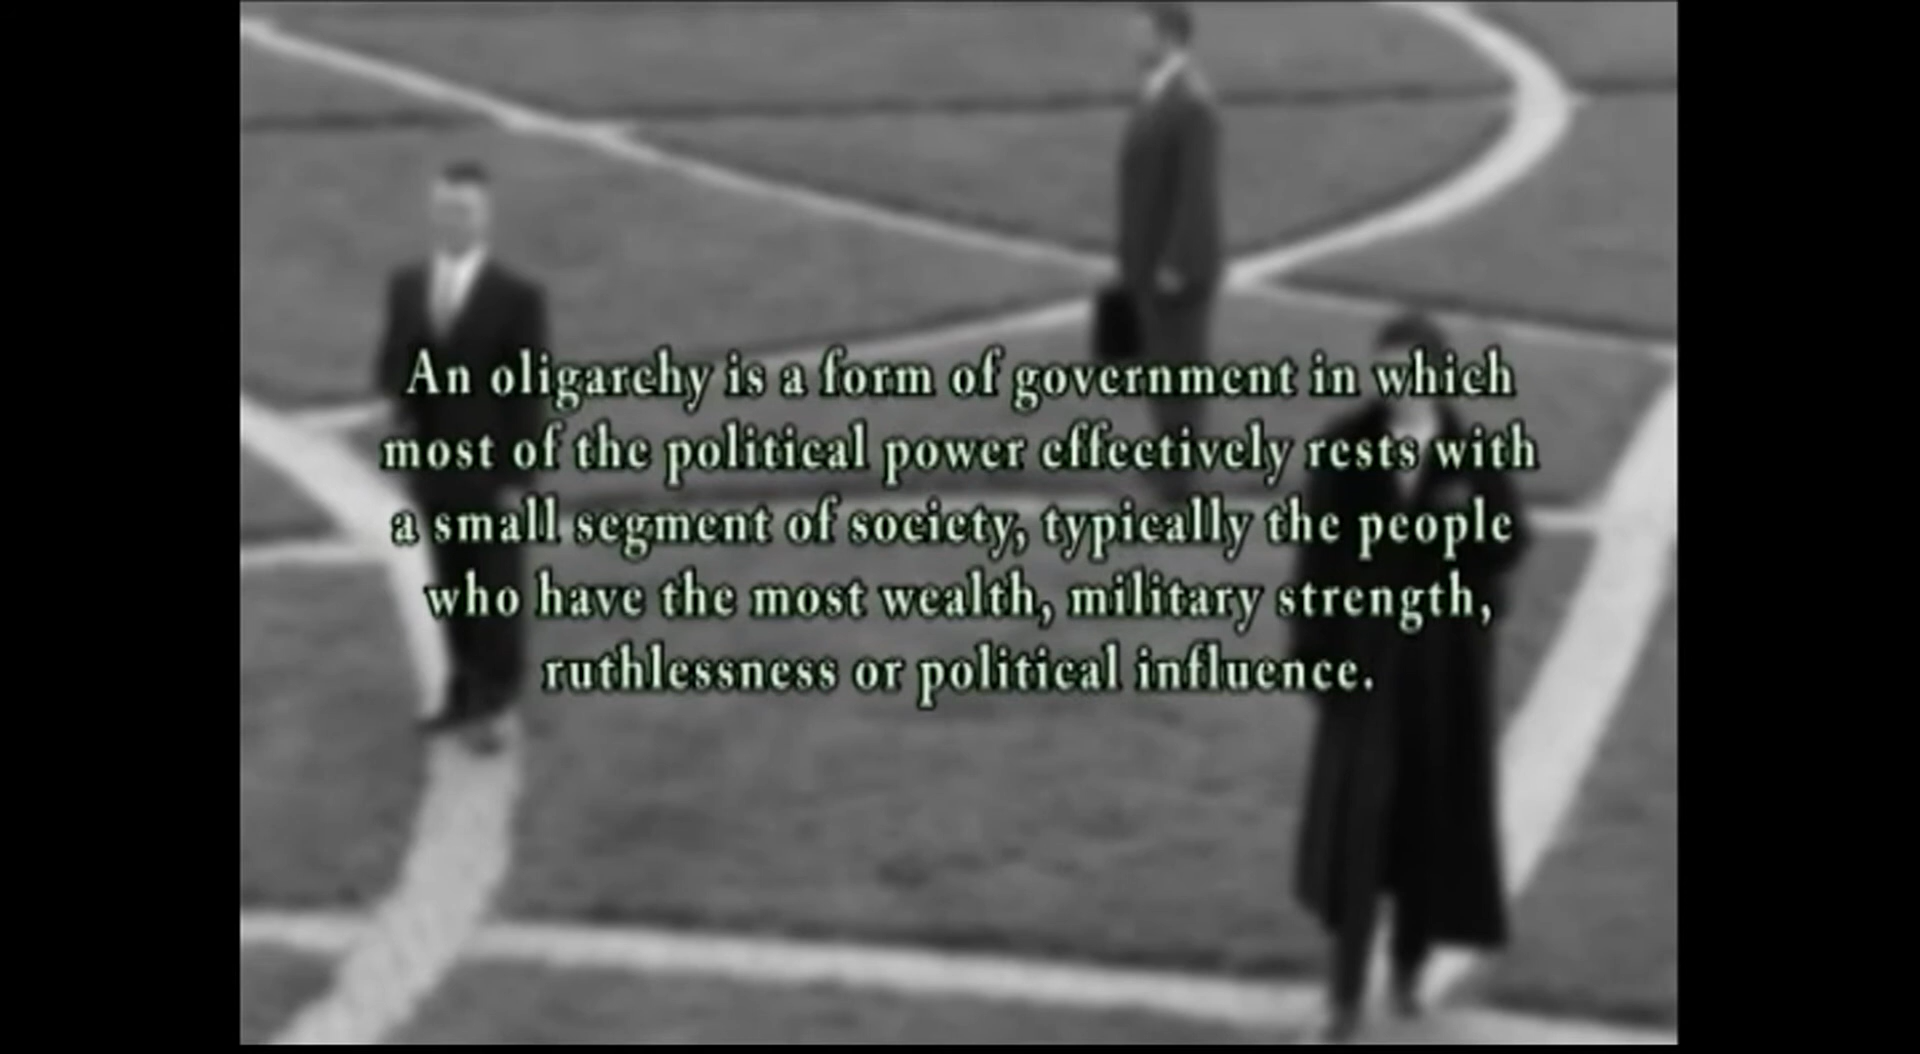 An oligarchy is a form of government in which
most of the political power effectively rests with
a small segment of society, typically the people
who have the most wealth, military strength,
ruthlessness or political influence.